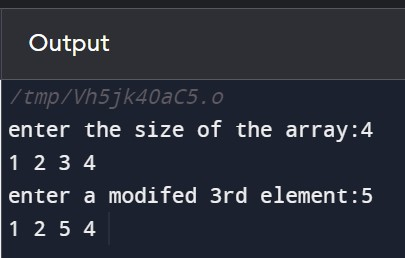 Output
/tmp/Vh5jk40aC5.o
enter the size of the array:4
1 2 3 4
enter a modifed 3rd element:5
1 2 5 4